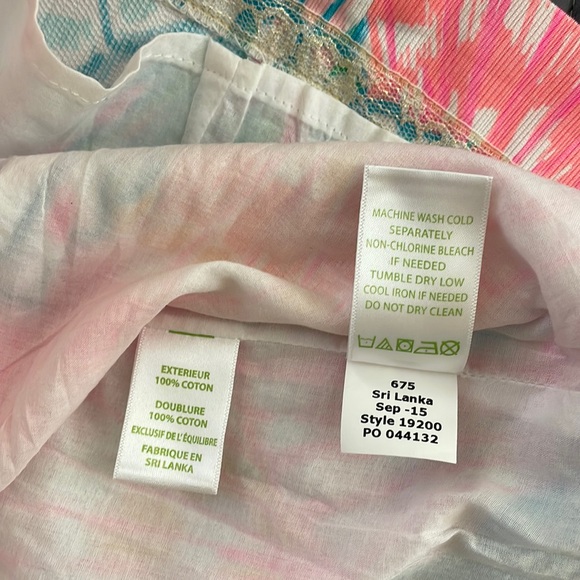 MACHINE WASH COLD
SEPARATELY
NON-CHLORINE BLEACH
IF NEEDED
TUMBLE DRY LOW
COOL IRON IF NEEDED
DO NOT DRY CLEAN
675
Sri Lanka
Sep -15
Style 19200
PO 044132
EXTERIEUR
100% COTON
DOUBLURE
100% COTON
EXCLUSIF DE L'ÉQUILIBRE
FABRIQUE EN
SRI LANKA